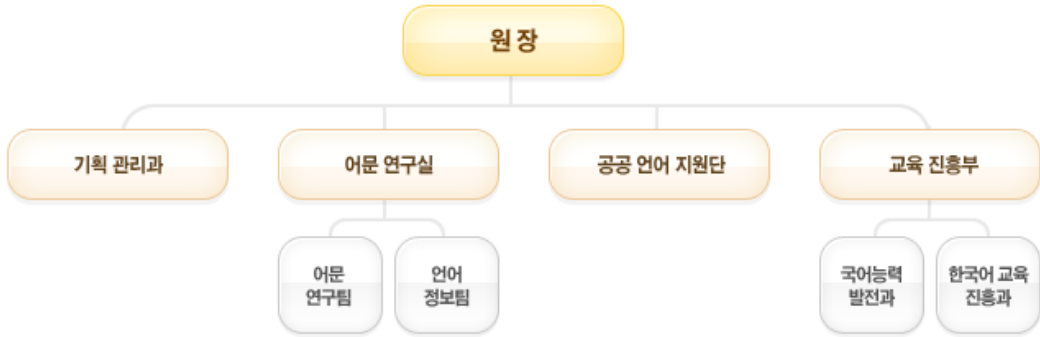 원장
기획 관리과
어문 연구실
공공 언어 지원단
교육 진흥부
어문
연구팀
언어
정보팀
국어능력
발전과
한국어 교육
진흥과